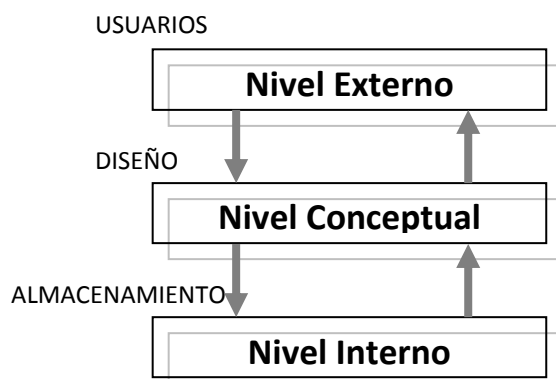 USUARIOS
Nivel Externo
DISEÑO
Nivel Conceptual
ALMACENAMIENTO
Nivel Interno